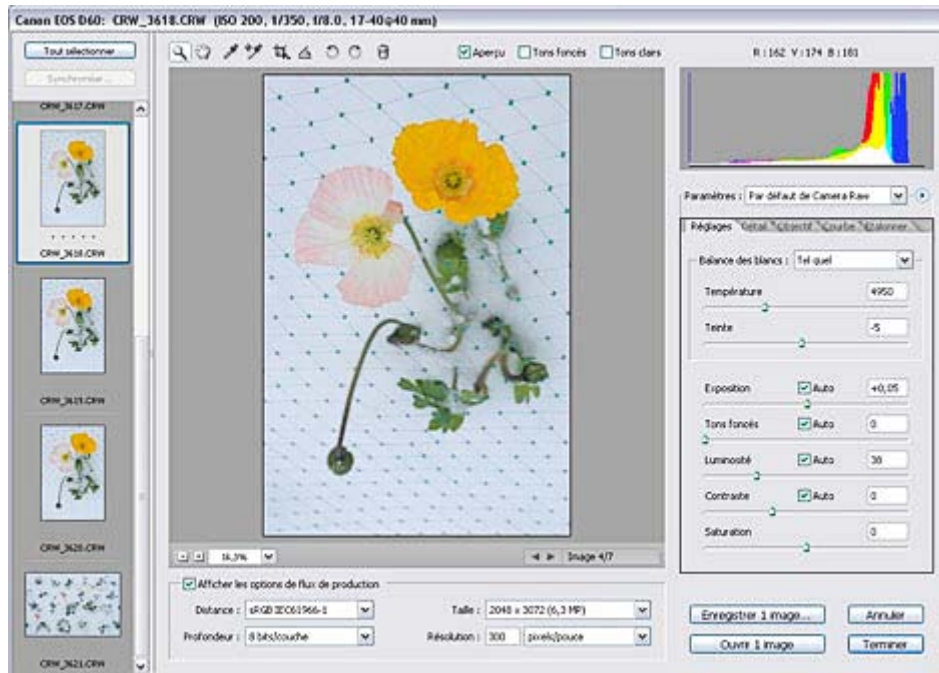 Canon EOS D60: CRW_3618.CRW (ISO 200, 1/350, f/8.0, 17-40@40 mm)
Tout sélectionner
Synchroniser ...
CRW_3617.CRW
CRW_3618.CRW
CRW_3619.CRW
CRW_3620.CRW
CRW_3621.CRW
Aperçu Tons foncés Tons clairs
16,5%
Image 4/7
Afficher les options de flux de production
Distance : sRGB IEC61966-1
Taille : 2048 x 3072 (6,3 MP)
Profondeur : 8 bits/couche
Résolution : 300 pixels/pouce
R : 162 V : 174 B : 181
Paramètres : Par défaut de Camera Raw
Réglages Détail Objectif Courbe Etalonner
Balance des blancs : Tel quel
Température 4950
Teinte -5
Exposition Auto +0,05
Tons foncés Auto 0
Luminosité Auto 38
Contraste Auto 0
Saturation 0
Enregistrer 1 image... Annuler
Ouvrir 1 image Terminer